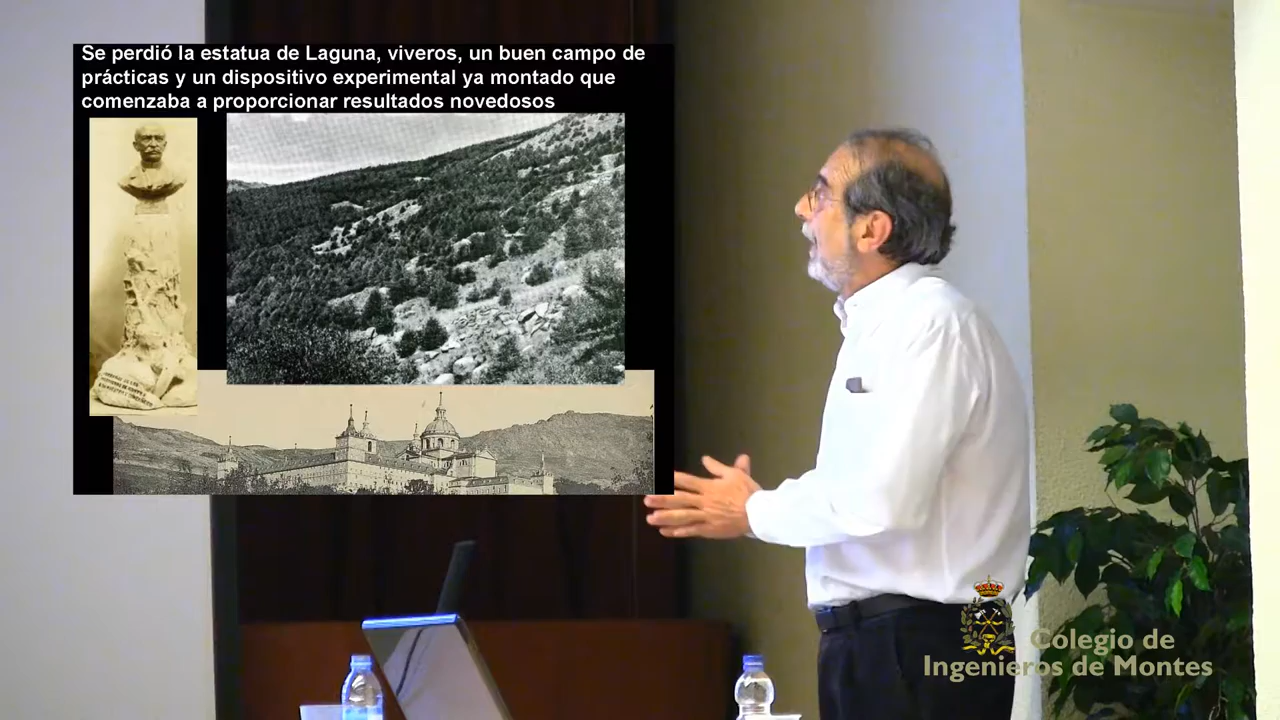 Se perdió la estatua de Laguna, viveros, un buen campo de
prácticas y un dispositivo experimental ya montado que
comenzaba a proporcionar resultados novedosos
Colegio de
Ingenieros de Montes